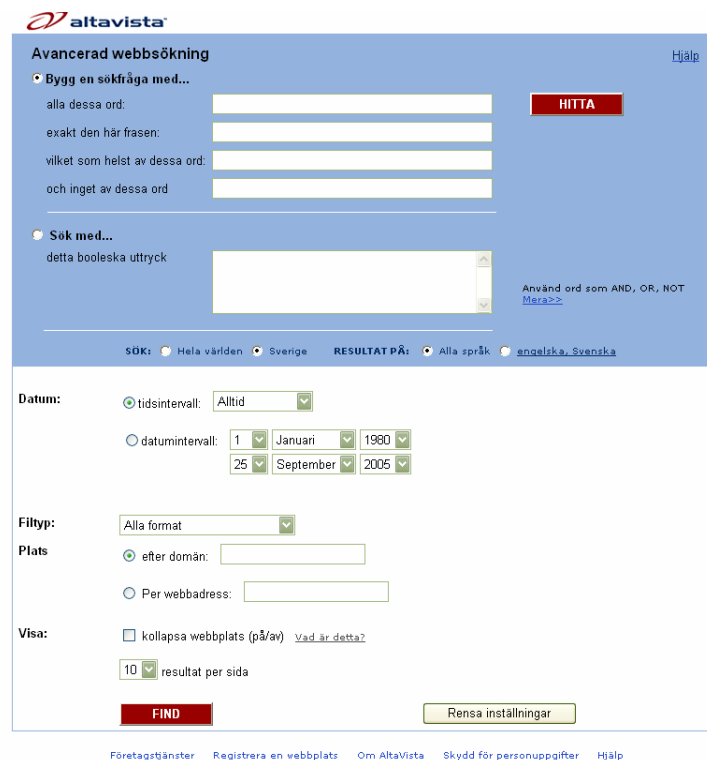 altavista
Avancerad webbsökning
Hjälp
Bygg en sökfråga med...
alla dessa ord:
HITTA
exakt den här frasen:
vilket som helst av dessa ord:
och inget av dessa ord
Sök med...
detta booleska uttryck
Använd ord som AND, OR, NOT
Mera>>
SÖK: Hela världen Sverige RESULTAT PÅ: Alla språk engelska, Svenska
Datum: tidsintervall: Alltid
datumintervall: 1 Januari 1980
25 September 2005
Filtyp: Alla format
Plats efter domän:
Per webbadress:
Visa: kollapsa webbplats (på/av) Vad är detta?
10 resultat per sida
FIND Rensa inställningar
Företagstjänster Registrera en webbplats Om AltaVista Skydd för personuppgifter Hjälp